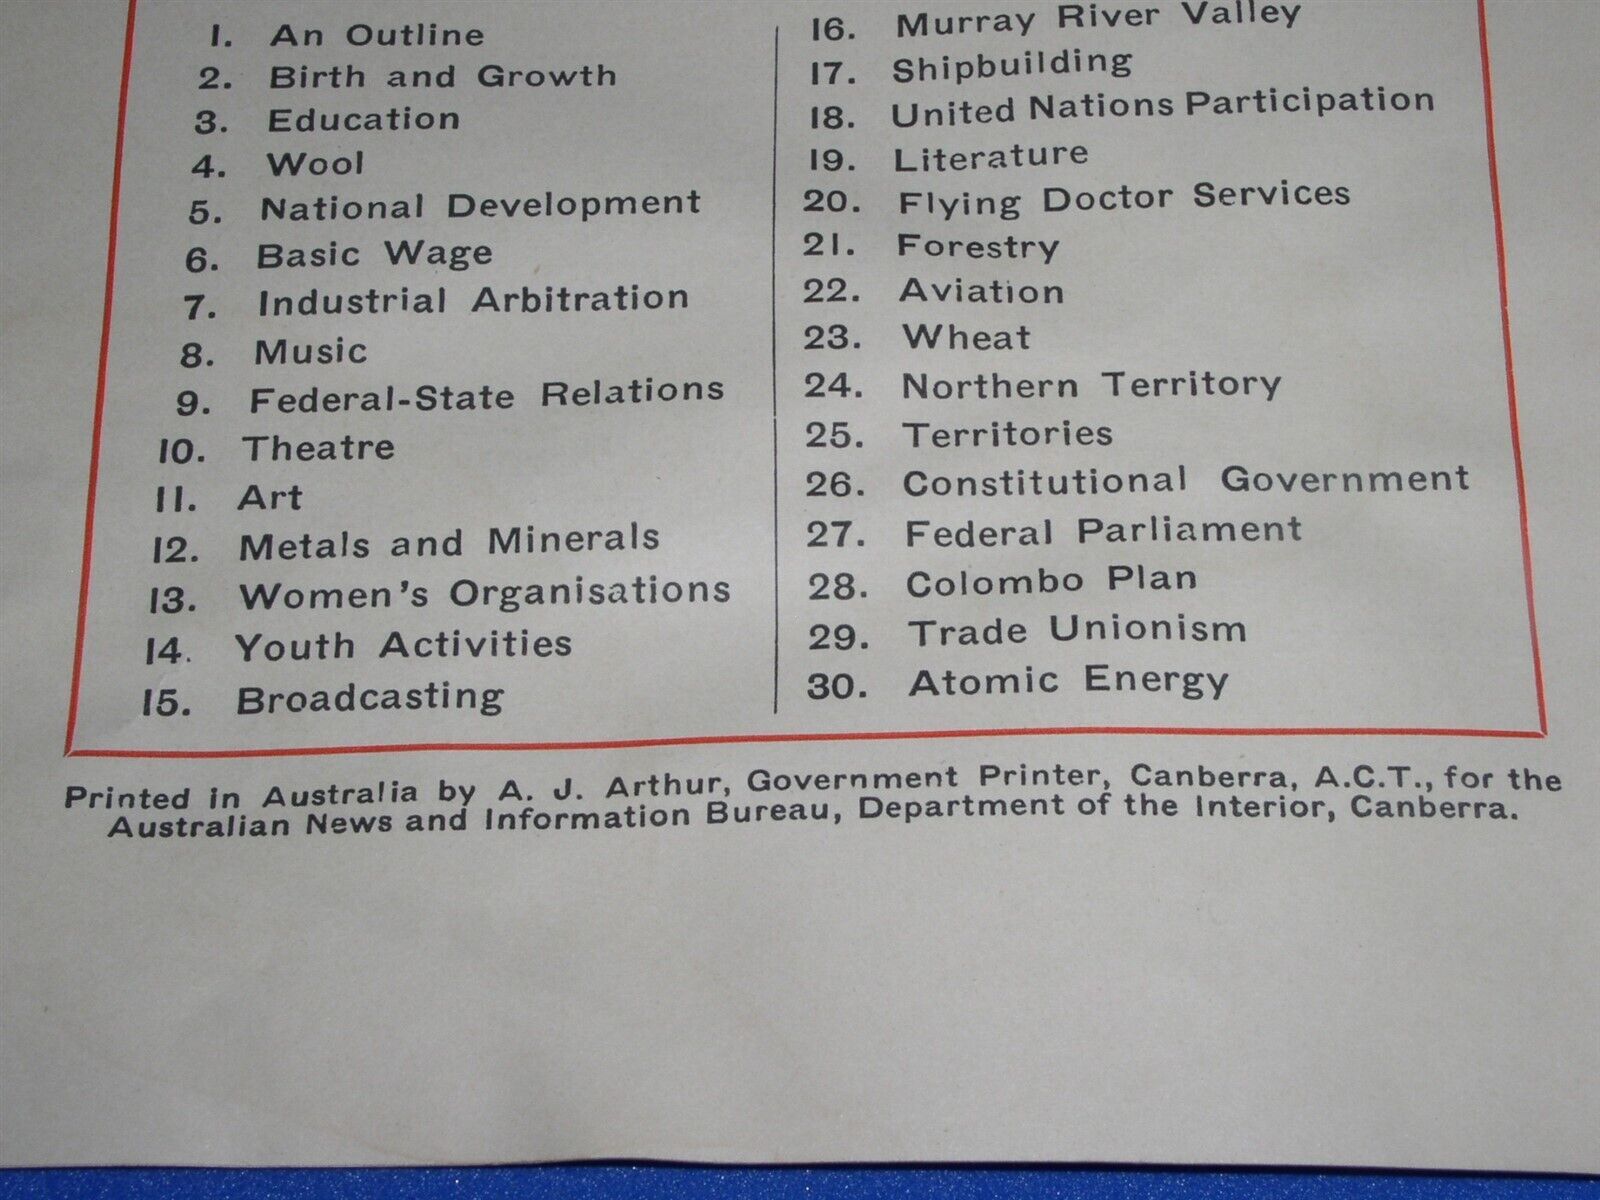 1. An Outline
2. Birth and Growth
3. Education
4. Wool
5. National Development
6. Basic Wage
7. Industrial Arbitration
8. Music
9. Federal-State Relations
10. Theatre
11. Art
12. Metals and Minerals
13. Women's Organisations
14. Youth Activities
15. Broadcasting
16. Murray River Valley
17. Shipbuilding
18. United Nations Participation
19. Literature
20. Flying Doctor Services
21. Forestry
22. Aviation
23. Wheat
24. Northern Territory
25. Territories
26. Constitutional Government
27. Federal Parliament
28. Colombo Plan
29. Trade Unionism
30. Atomic Energy
Printed in Australia by A. J. Arthur, Government Printer, Canberra, A.C.T., for the
Australian News and Information Bureau, Department of the Interior, Canberra.